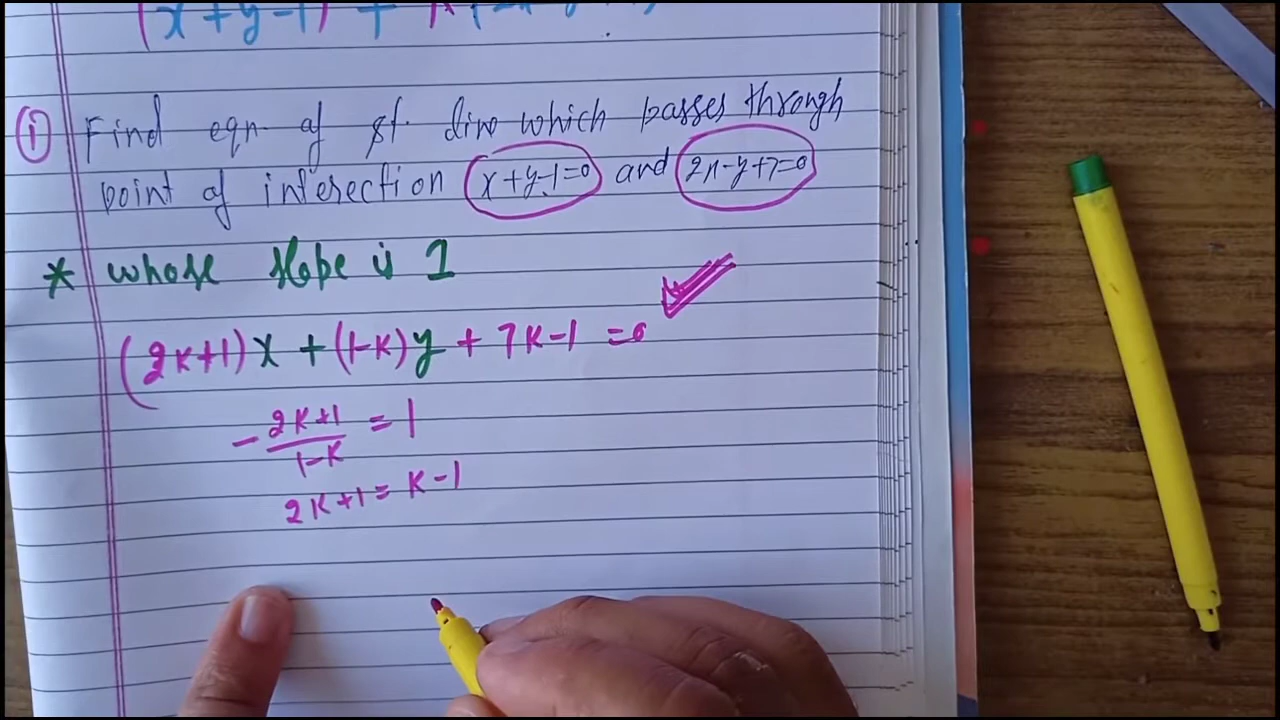 (x+y-1) +
(i) Find eqn. of st. line which passes through
point of intersection x+y-1=0 and 2x-y+7=0
* whose slope is 1
(2K+1)x + (1-K)y + 7K-1 =0
- 2K+1/1-K = 1
2K+1= K-1